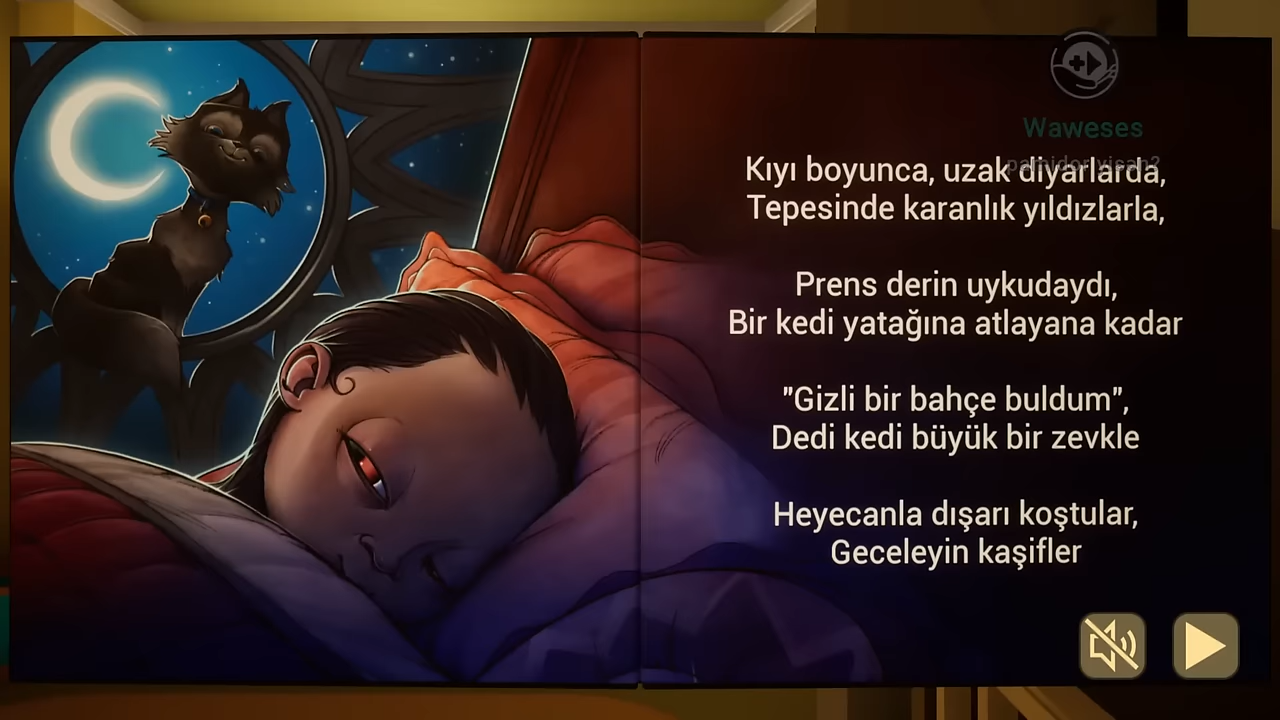 Waweses
Kıyı boyunca, uzak diyarlarda,
Tepesinde karanlık yıldızlarla,
Prens derin uykudaydı,
Bir kedi yatağına atlayana kadar
"Gizli bir bahçe buldum",
Dedi kedi büyük bir zevkle
Heyecanla dışarı koştular,
Geceleyin kaşifler